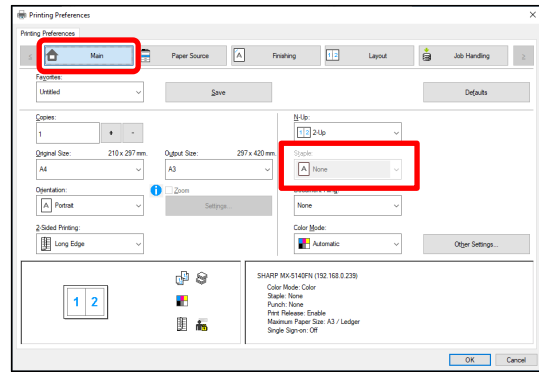 Printing Preferences
Printing Preferences
Main
Paper Source
Finishing
Layout
Job Handling
Favorites:
Untitled
Save
Defaults
Copies:
1
N-Up:
2-Up
Original Size: 210 x 297 mm.
Output Size: 297 x 420 mm.
Staple:
A4
A3
None
Orientation:
Zoom
Portrait
Settings...
None
2-Sided Printing:
Color Mode:
Long Edge
Automatic
Other Settings...
1 2
SHARP MX-5140FN (192.168.0.239)
Color Mode: Color
Staple: None
Punch: None
Print Release: Enable
Maximum Paper Size: A3 / Ledger
Single Sign-on: Off
OK
Cancel